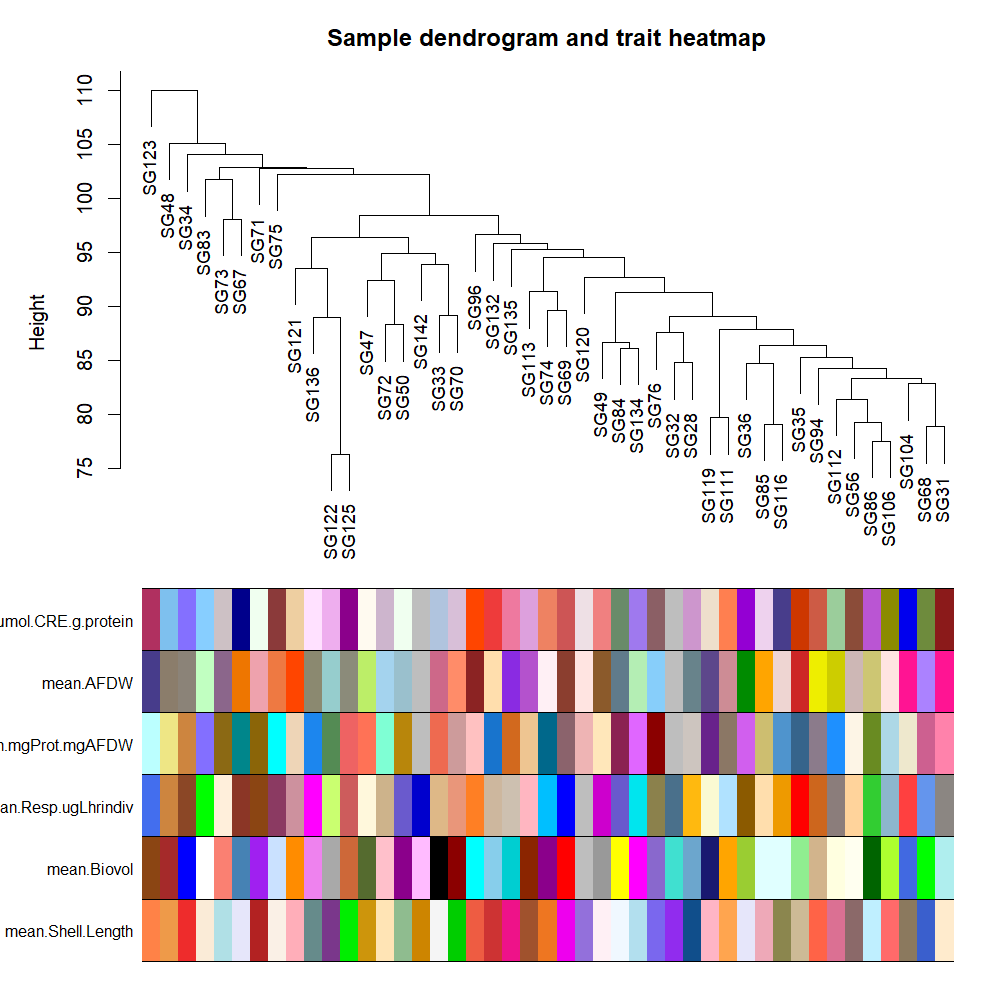 Sample dendrogram and trait heatmap
Height
110
105
100
95
90
85
80
75
SG123
SG48
SG34
SG83
SG73
SG67
SG71
SG75
SG121
SG136
SG122
SG125
SG47
SG72
SG50
SG142
SG33
SG70
SG96
SG132
SG135
SG113
SG74
SG69
SG120
SG49
SG84
SG134
SG76
SG32
SG28
SG119
SG111
SG36
SG85
SG116
SG35
SG94
SG112
SG56
SG86
SG106
SG104
SG68
SG31
umol.CRE.g.protein
mean.AFDW
n.mgProt.mgAFDW
an.Resp.ugLhrindiv
mean.Biovol
mean.Shell.Length